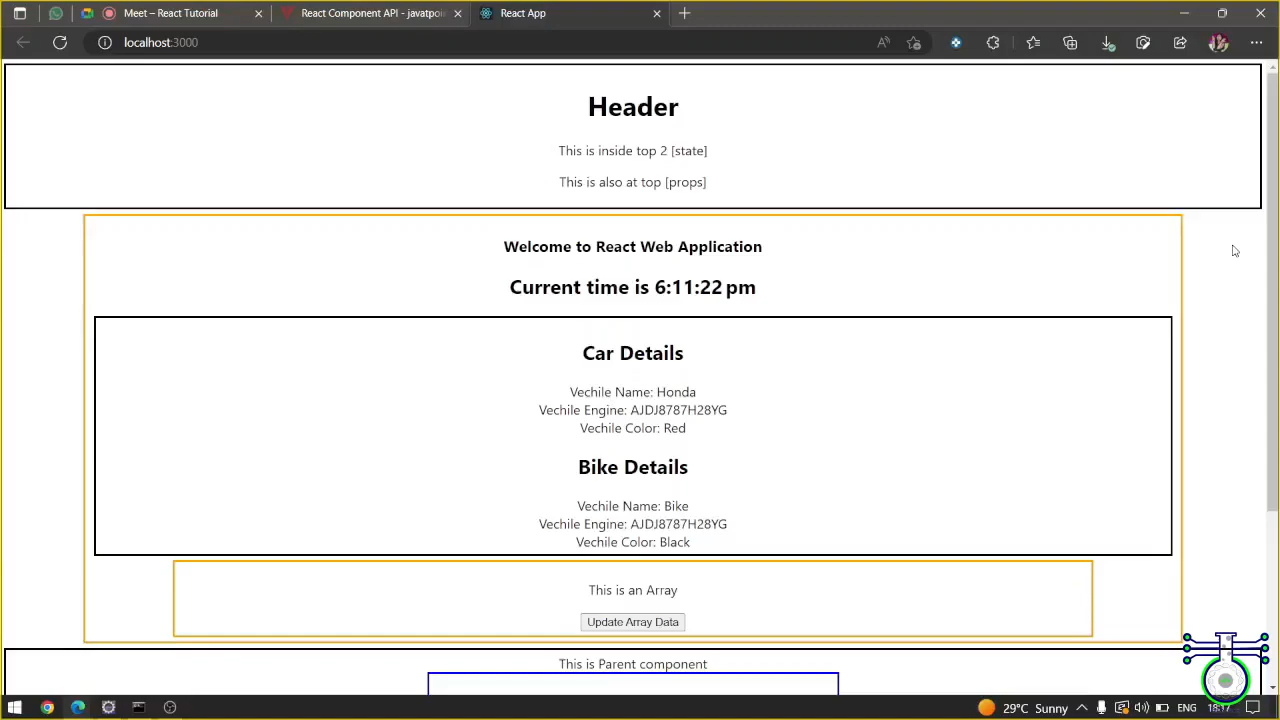 Meet – React Tutorial
React Component API - javatpoin
React App
localhost:3000
Header
This is inside top 2 [state]
This is also at top [props]
Welcome to React Web Application
Current time is 6:11:22 pm
Car Details
Vechile Name: Honda
Vechile Engine: AJDJ8787H28YG
Vechile Color: Red
Bike Details
Vechile Name: Bike
Vechile Engine: AJDJ8787H28YG
Vechile Color: Black
This is an Array
Update Array Data
This is Parent component
29°C Sunny
ENG
18:17